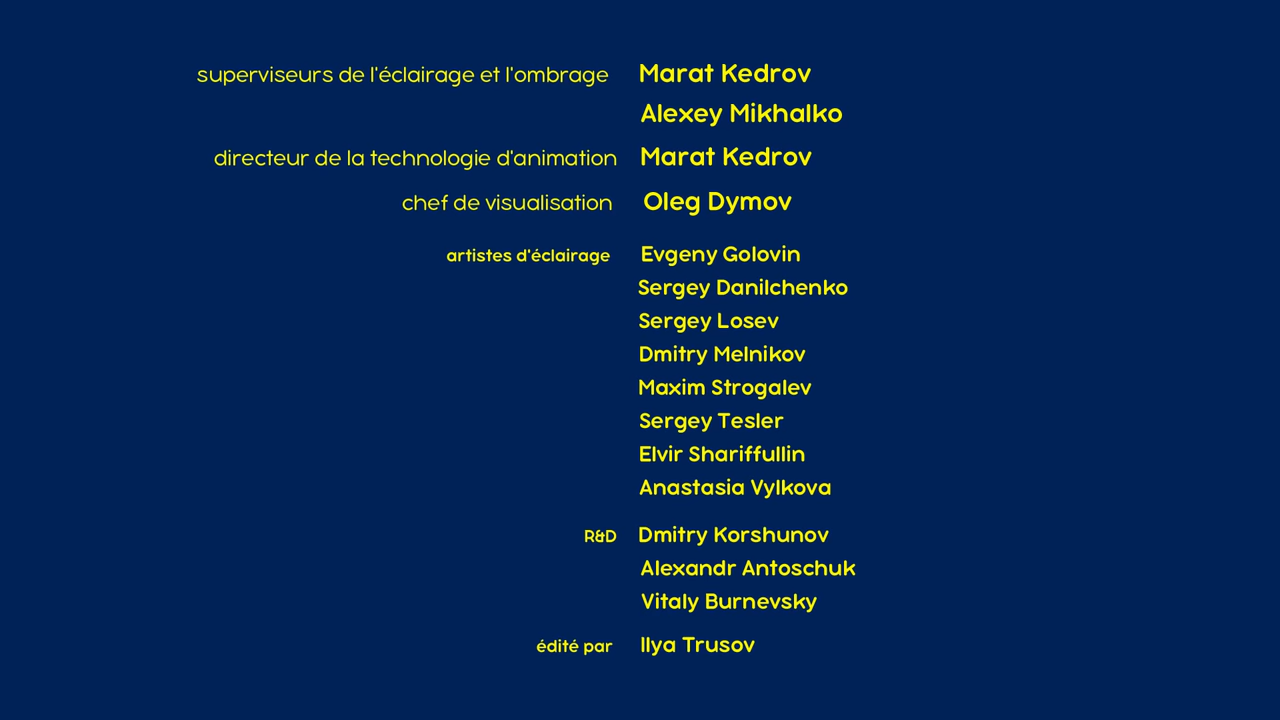 superviseurs de l'éclairage et l'ombrage Marat Kedrov
Alexey Mikhalko
directeur de la technologie d'animation Marat Kedrov
chef de visualisation Oleg Dymov
artistes d'éclairage Evgeny Golovin
Sergey Danilchenko
Sergey Losev
Dmitry Melnikov
Maxim Strogalev
Sergey Tesler
Elvir Shariffullin
Anastasia Vylkova
R&D Dmitry Korshunov
Alexandr Antoschuk
Vitaly Burnevsky
édité par Ilya Trusov